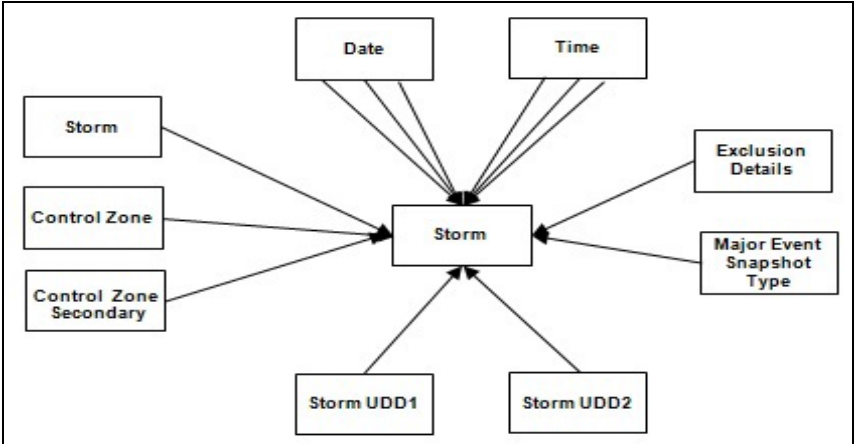 Date
Time
Storm
Exclusion
Details
Control Zone
Storm
Major Event
Snapshot
Type
Control Zone
Secondary
Storm UDD1
Storm UDD2